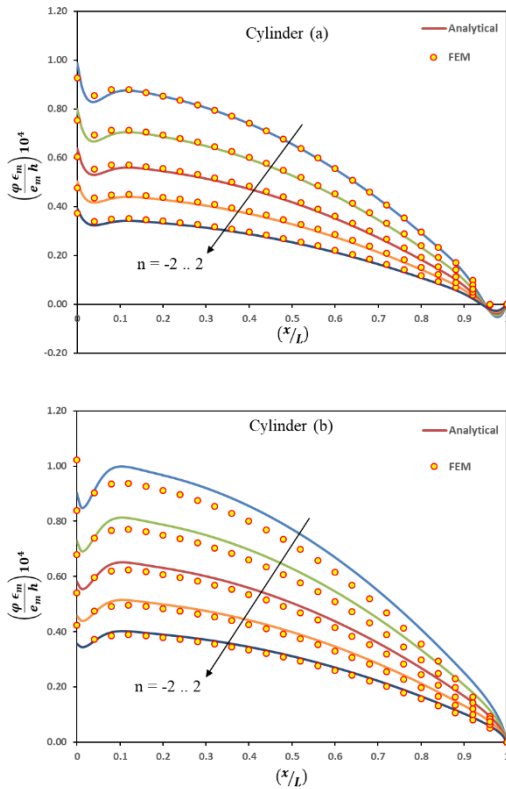 Cylinder (a)
Analytical
FEM
1.20
1.00
0.80
0.60
0.40
0.20
0.00
-0.20
(φ ϵm / em h) 10⁴
n = -2 .. 2
0 0.1 0.2 0.3 0.4 0.5 0.6 0.7 0.8 0.9 1
(x/L)
Cylinder (b)
Analytical
FEM
1.20
1.00
0.80
0.60
0.40
0.20
0.00
(φ ϵm / em h) 10⁴
n = -2 .. 2
0 0.1 0.2 0.3 0.4 0.5 0.6 0.7 0.8 0.9 1
(x/L)